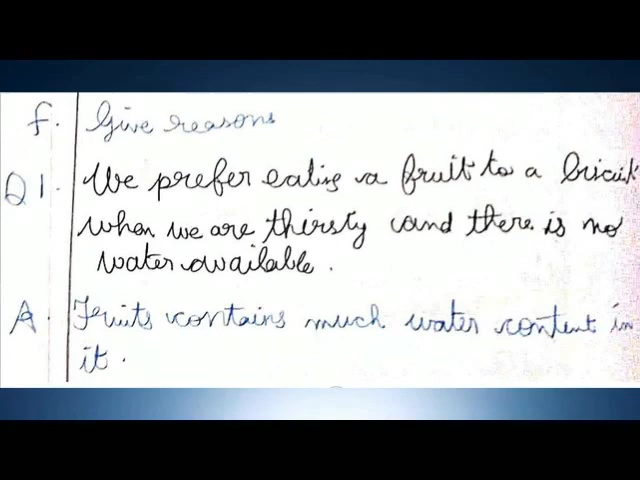 F. Give reasons
Q1. We prefer eating a fruit to a bicuit
when we are thirsty and there is no
water available.
A. Fruits contains much water content in
it.